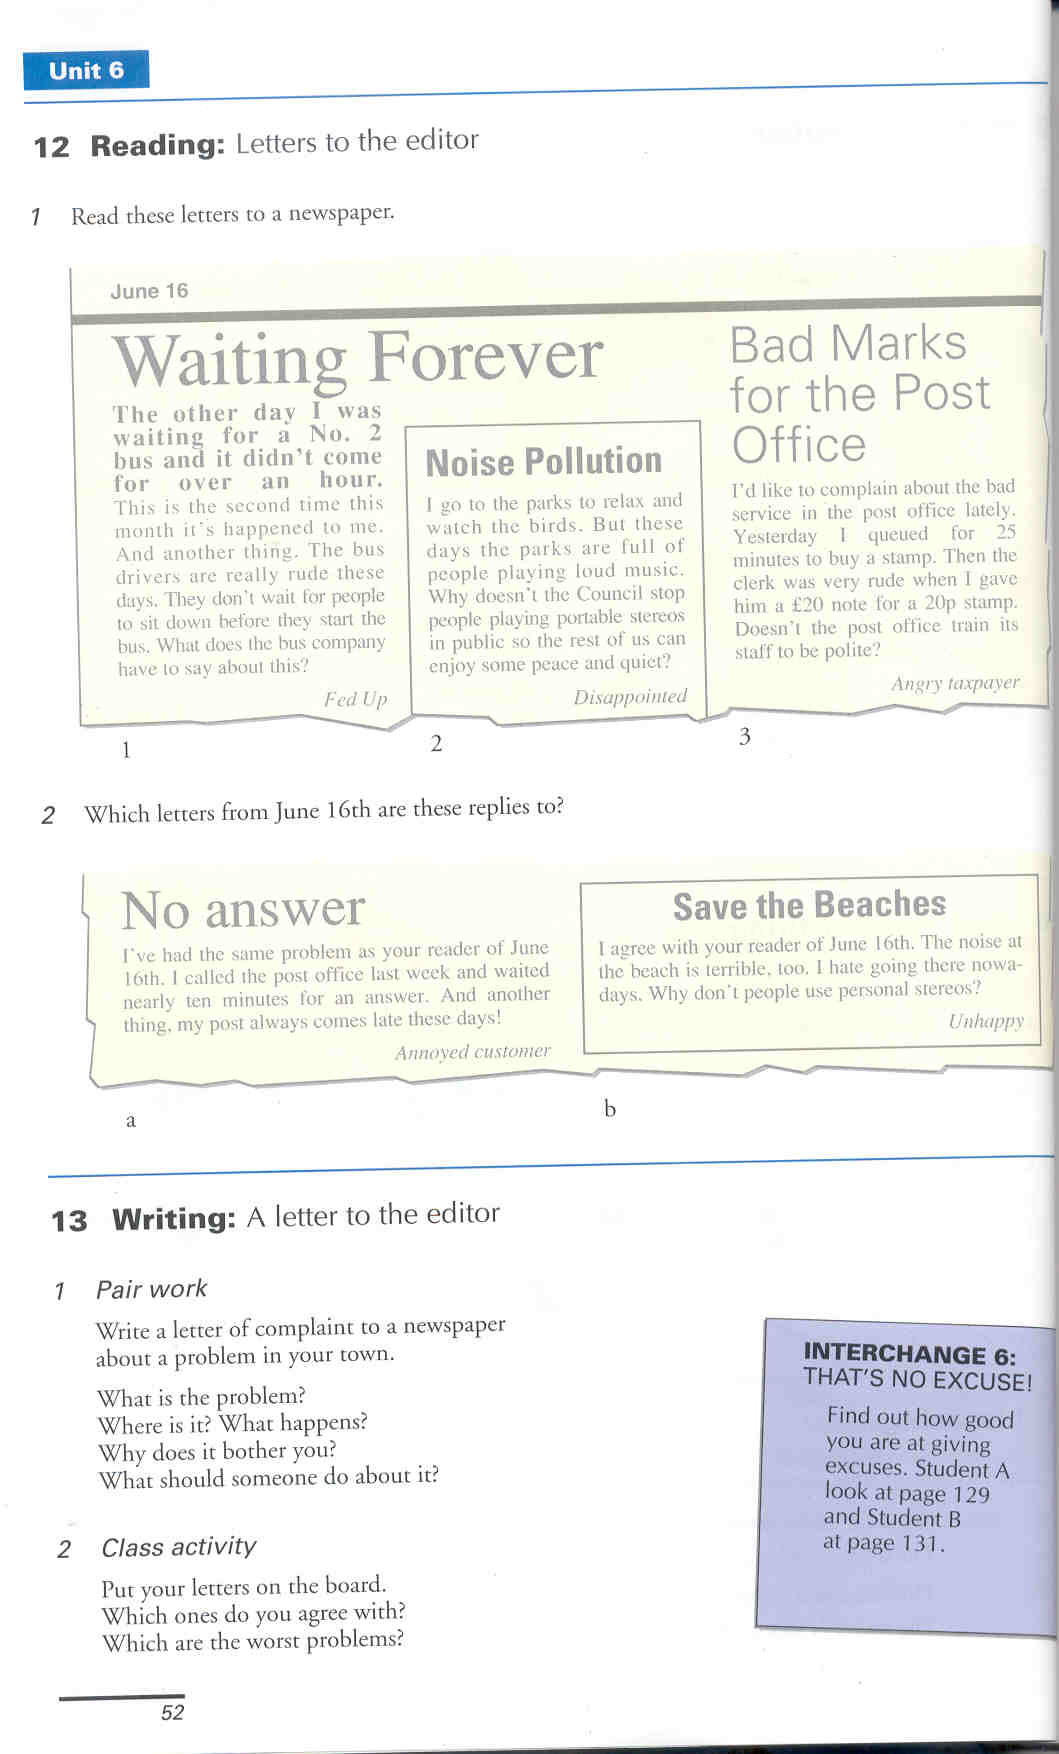 Unit 6
12 Reading: Letters to the editor
1 Read these letters to a newspaper.
June 16
Waiting Forever
The other day I was
waiting for a No. 2
bus and it didn't come
for over an hour.
This is the second time this
month it's happened to me.
And another thing. The bus
drivers are really rude these
days. They don't wait for people
to sit down before they start the
bus. What does the bus company
have to say about this?
Fed Up
1
Noise Pollution
I go to the parks to relax and
watch the birds. But these
days the parks are full of
people playing loud music.
Why doesn't the Council stop
people playing portable stereos
in public so the rest of us can
enjoy some peace and quiet?
Disappointed
2
Bad Marks
for the Post
Office
I'd like to complain about the bad
service in the post office lately.
Yesterday I queued for 25
minutes to buy a stamp. Then the
clerk was very rude when I gave
him a £20 note for a 20p stamp.
Doesn't the post office train its
staff to be polite?
Angry taxpayer
3
2 Which letters from June 16th are these replies to?
No answer
I've had the same problem as your reader of June
16th. I called the post office last week and waited
nearly ten minutes for an answer. And another
thing, my post always comes late these days!
Annoyed customer
a
Save the Beaches
I agree with your reader of June 16th. The noise at
the beach is terrible, too. I hate going there nowa-
days. Why don't people use personal stereos?
Unhappy
b
13 Writing: A letter to the editor
1 Pair work
Write a letter of complaint to a newspaper
about a problem in your town.
What is the problem?
Where is it? What happens?
Why does it bother you?
What should someone do about it?
2 Class activity
Put your letters on the board.
Which ones do you agree with?
Which are the worst problems?
INTERCHANGE 6:
THAT'S NO EXCUSE!
Find out how good
you are at giving
excuses. Student A
look at page 129
and Student B
at page 131.
52